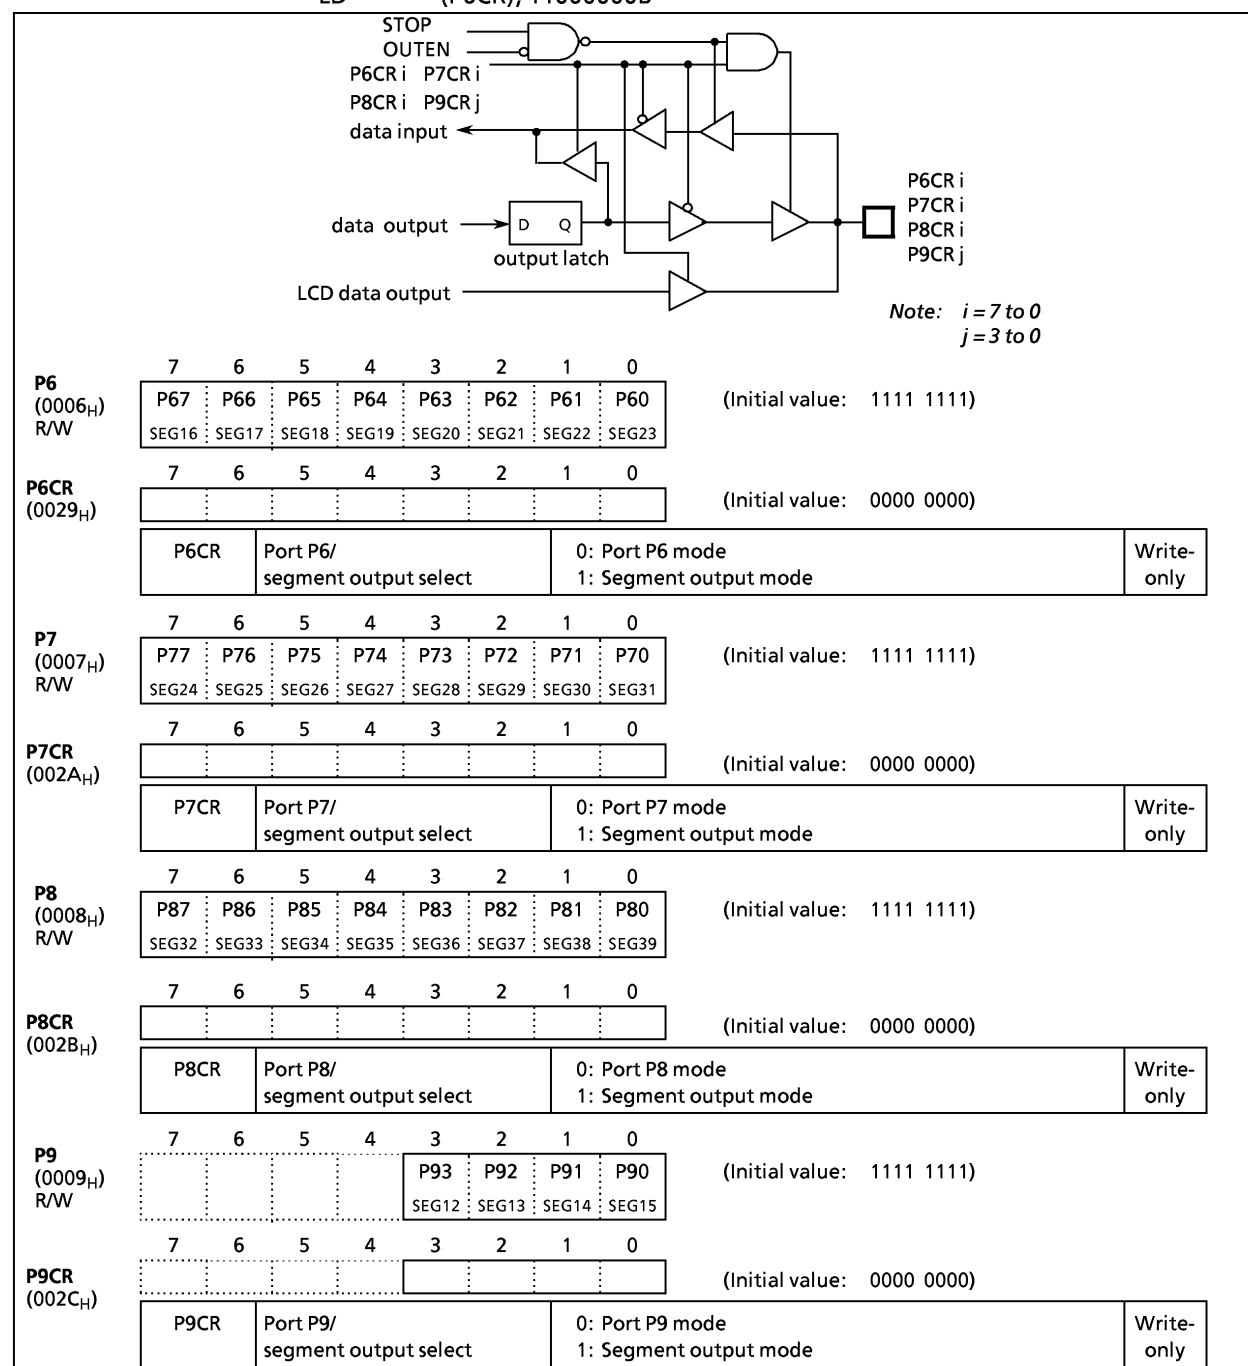 STOP
OUTEN
P6CR i P7CR i
P8CR i P9CR j
data input
P6CR i
P7CR i
P8CR i
P9CR j
data output
D Q
output latch
LCD data output
Note: i = 7 to 0
j = 3 to 0
7 6 5 4 3 2 1 0
P6
(0006H)
R/W
P67 P66 P65 P64 P63 P62 P61 P60
SEG16 SEG17 SEG18 SEG19 SEG20 SEG21 SEG22 SEG23
(Initial value: 1111 1111)
7 6 5 4 3 2 1 0
P6CR
(0029H)
(Initial value: 0000 0000)
P6CR Port P6/ 0: Port P6 mode Write-
segment output select 1: Segment output mode only
7 6 5 4 3 2 1 0
P7
(0007H)
R/W
P77 P76 P75 P74 P73 P72 P71 P70
SEG24 SEG25 SEG26 SEG27 SEG28 SEG29 SEG30 SEG31
(Initial value: 1111 1111)
7 6 5 4 3 2 1 0
P7CR
(002AH)
(Initial value: 0000 0000)
P7CR Port P7/ 0: Port P7 mode Write-
segment output select 1: Segment output mode only
7 6 5 4 3 2 1 0
P8
(0008H)
R/W
P87 P86 P85 P84 P83 P82 P81 P80
SEG32 SEG33 SEG34 SEG35 SEG36 SEG37 SEG38 SEG39
(Initial value: 1111 1111)
7 6 5 4 3 2 1 0
P8CR
(002BH)
(Initial value: 0000 0000)
P8CR Port P8/ 0: Port P8 mode Write-
segment output select 1: Segment output mode only
7 6 5 4 3 2 1 0
P9
(0009H)
R/W
P93 P92 P91 P90
SEG12 SEG13 SEG14 SEG15
(Initial value: 1111 1111)
7 6 5 4 3 2 1 0
P9CR
(002CH)
(Initial value: 0000 0000)
P9CR Port P9/ 0: Port P9 mode Write-
segment output select 1: Segment output mode only